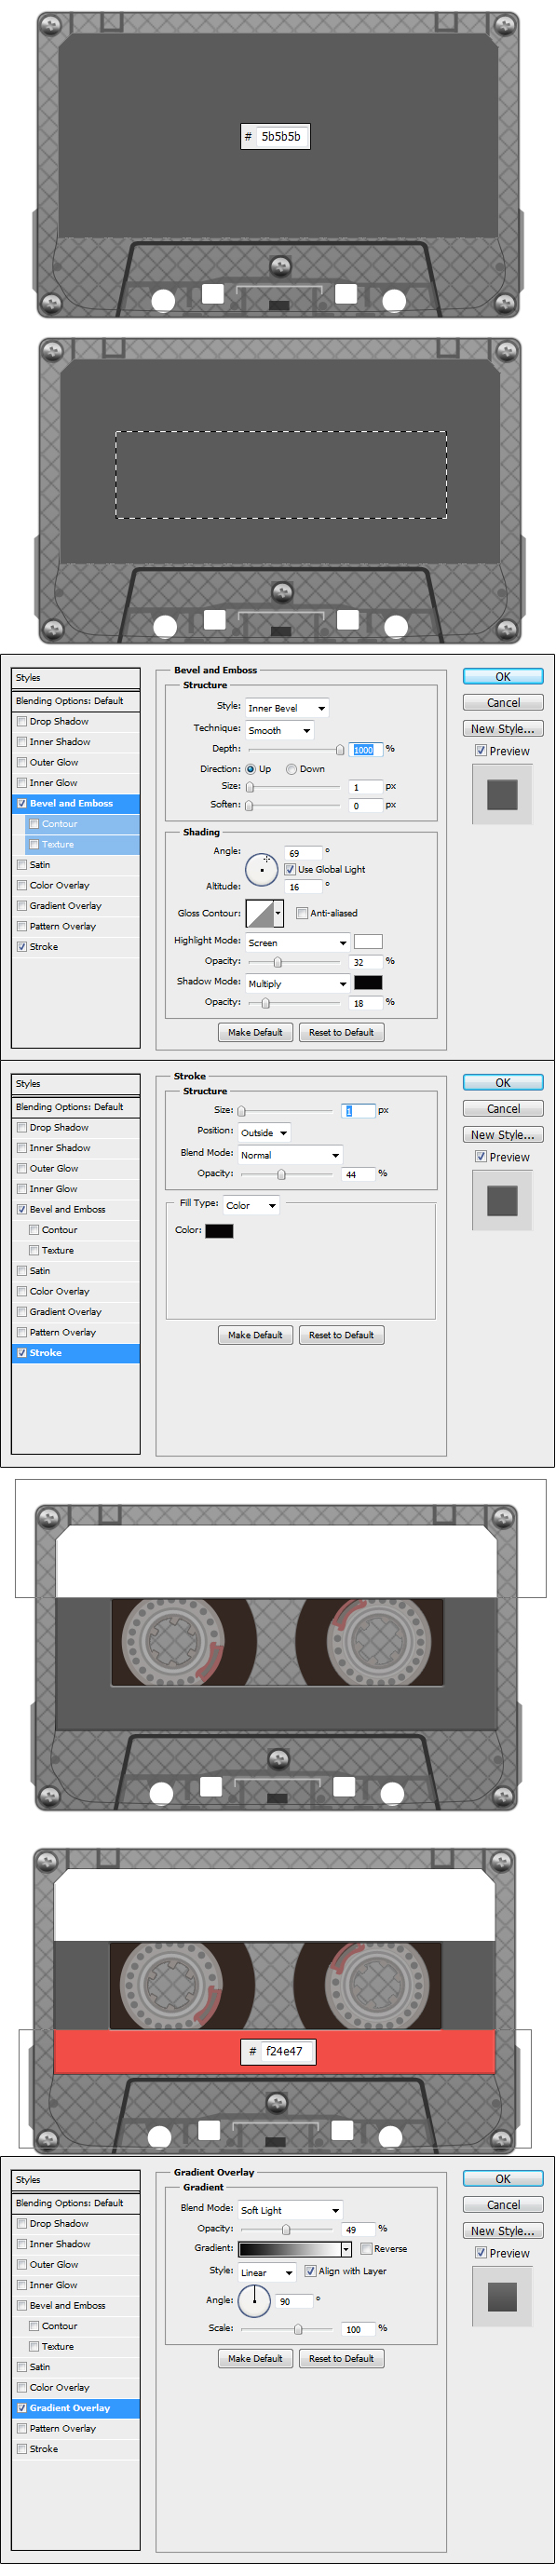 # 5b5b5b
Styles
Blending Options: Default
Drop Shadow
Inner Shadow
Outer Glow
Inner Glow
Bevel and Emboss
Contour
Texture
Satin
Color Overlay
Gradient Overlay
Pattern Overlay
Stroke
Bevel and Emboss
Structure
Style: Inner Bevel
Technique: Smooth
Depth: 1000 %
Direction: Up Down
Size: 1 px
Soften: 0 px
Shading
Angle: 69 °
Use Global Light
Altitude: 16 °
Gloss Contour: Anti-aliased
Highlight Mode: Screen
Opacity: 32 %
Shadow Mode: Multiply
Opacity: 18 %
Make Default Reset to Default
OK
Cancel
New Style...
Preview
Styles
Blending Options: Default
Drop Shadow
Inner Shadow
Outer Glow
Inner Glow
Bevel and Emboss
Contour
Texture
Satin
Color Overlay
Gradient Overlay
Pattern Overlay
Stroke
Stroke
Structure
Size: 1 px
Position: Outside
Blend Mode: Normal
Opacity: 44 %
Fill Type: Color
Color:
Make Default Reset to Default
OK
Cancel
New Style...
Preview
# f24e47
Styles
Blending Options: Default
Drop Shadow
Inner Shadow
Outer Glow
Inner Glow
Bevel and Emboss
Contour
Texture
Satin
Color Overlay
Gradient Overlay
Pattern Overlay
Stroke
Gradient Overlay
Gradient
Blend Mode: Soft Light
Opacity: 49 %
Gradient: Reverse
Style: Linear Align with Layer
Angle: 90 °
Scale: 100 %
Make Default Reset to Default
OK
Cancel
New Style...
Preview